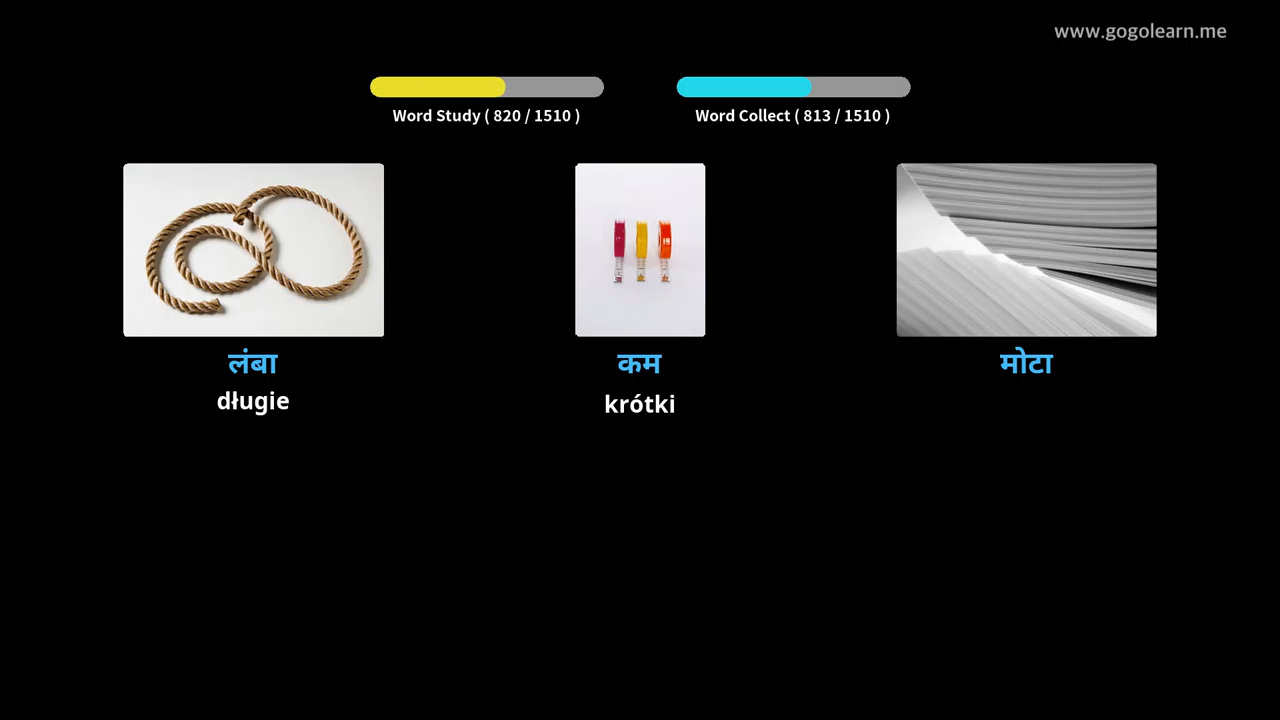 www.gogolearn.me
Word Study ( 820 / 1510 )
Word Collect ( 813 / 1510 )
लंबा
कम
मोटा
długie
krótki